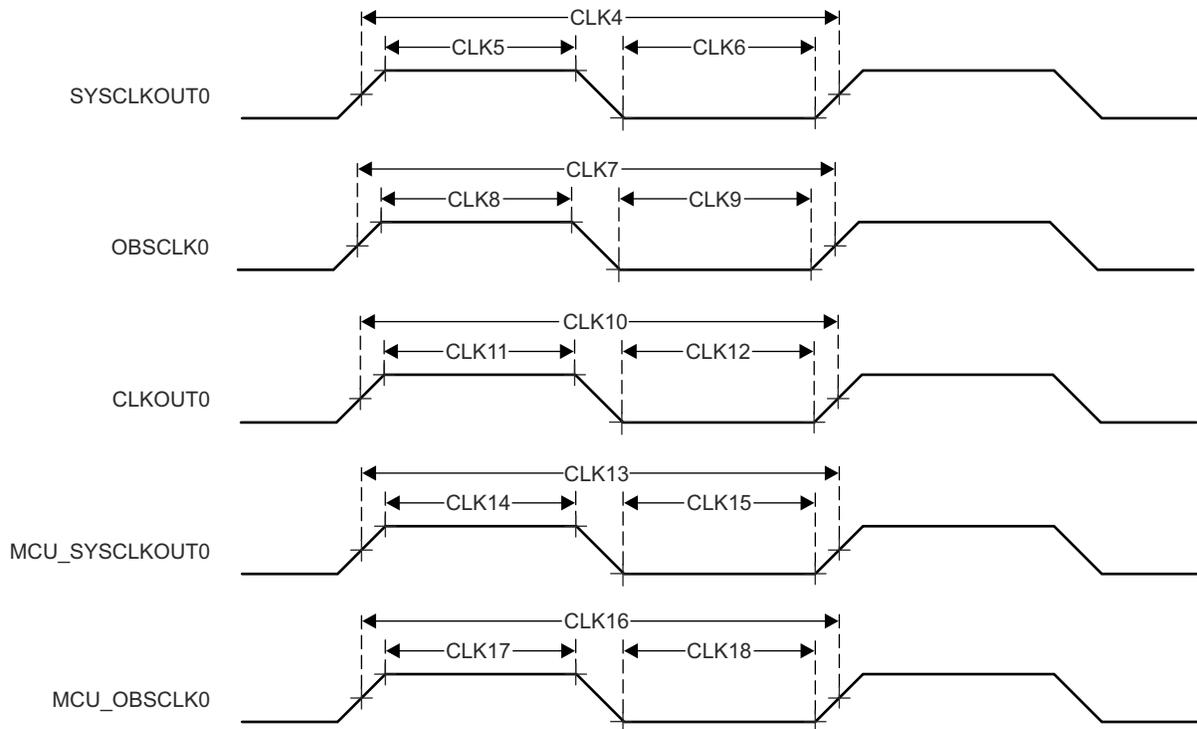 CLK4
CLK5 CLK6
SYSCLKOUT0
CLK7
CLK8 CLK9
OBSCLK0
CLK10
CLK11 CLK12
CLKOUT0
CLK13
CLK14 CLK15
MCU_SYSCLKOUT0
CLK16
CLK17 CLK18
MCU_OBSCLK0